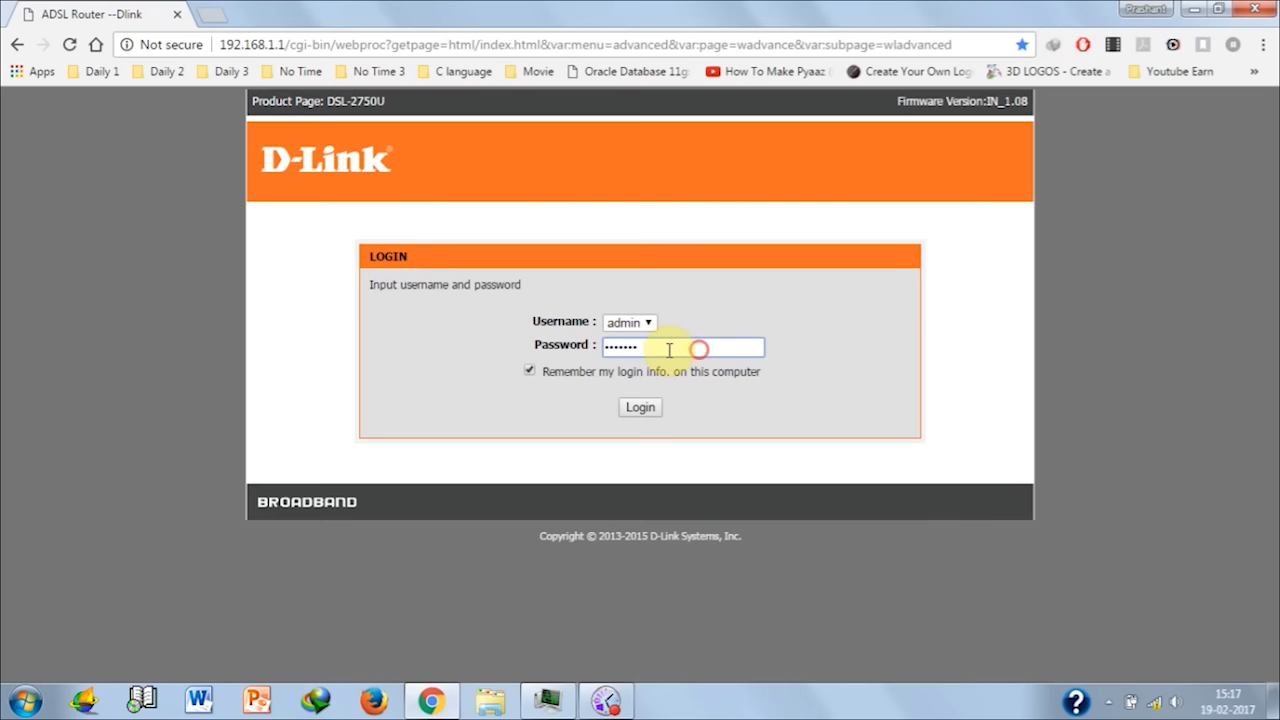 ADSL Router --Dlink
Prashant
Not secure
192.168.1.1/cgi-bin/webproc?getpage=html/index.html&var:menu=advanced&var:page=wadvance&var:subpage=wladvanced
Apps Daily 1 Daily 2 Daily 3 No Time No Time 3 C language Movie Oracle Database 11g How To Make Pyaaz Create Your Own Log 3D LOGOS - Create a Youtube Earn »
Product Page: DSL-2750U Firmware Version:IN_1.08
D-Link
LOGIN
Input username and password
Username : admin
Password : •••••••
Remember my login info. on this computer
Login
BROADBAND
Copyright © 2013-2015 D-Link Systems, Inc.
15:17
19-02-2017